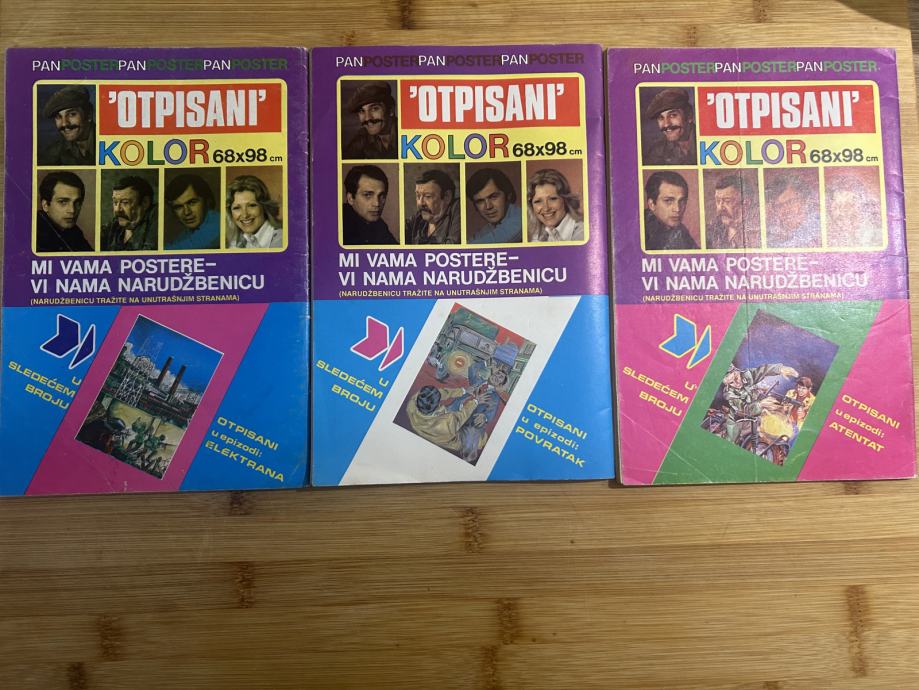 PANPOSTERPANPOSTERPANPOSTER
'OTPISANI'
KOLOR 68x98 cm
MI VAMA POSTERE–
VI NAMA NARUDŽBENICU
(NARUDŽBENICU TRAŽITE NA UNUTRAŠNJIM STRANAMA)
SLEDEĆEM U
BROJU
OTPISANI
u epizodi:
ELEKTRANA
PANPOSTERPANPOSTERPANPOSTER
'OTPISANI'
KOLOR 68x98 cm
MI VAMA POSTERE–
VI NAMA NARUDŽBENICU
(NARUDŽBENICU TRAŽITE NA UNUTRAŠNJIM STRANAMA)
SLEDEĆEM U
BROJU
OTPISANI
u epizodi:
POVRATAK
PANPOSTERPANPOSTERPANPOSTER
'OTPISANI'
KOLOR 68x98 cm
MI VAMA POSTERE–
VI NAMA NARUDŽBENICU
(NARUDŽBENICU TRAŽITE NA UNUTRAŠNJIM STRANAMA)
SLEDEĆEM U
BROJU
OTPISANI
u epizodi:
ATENTAT